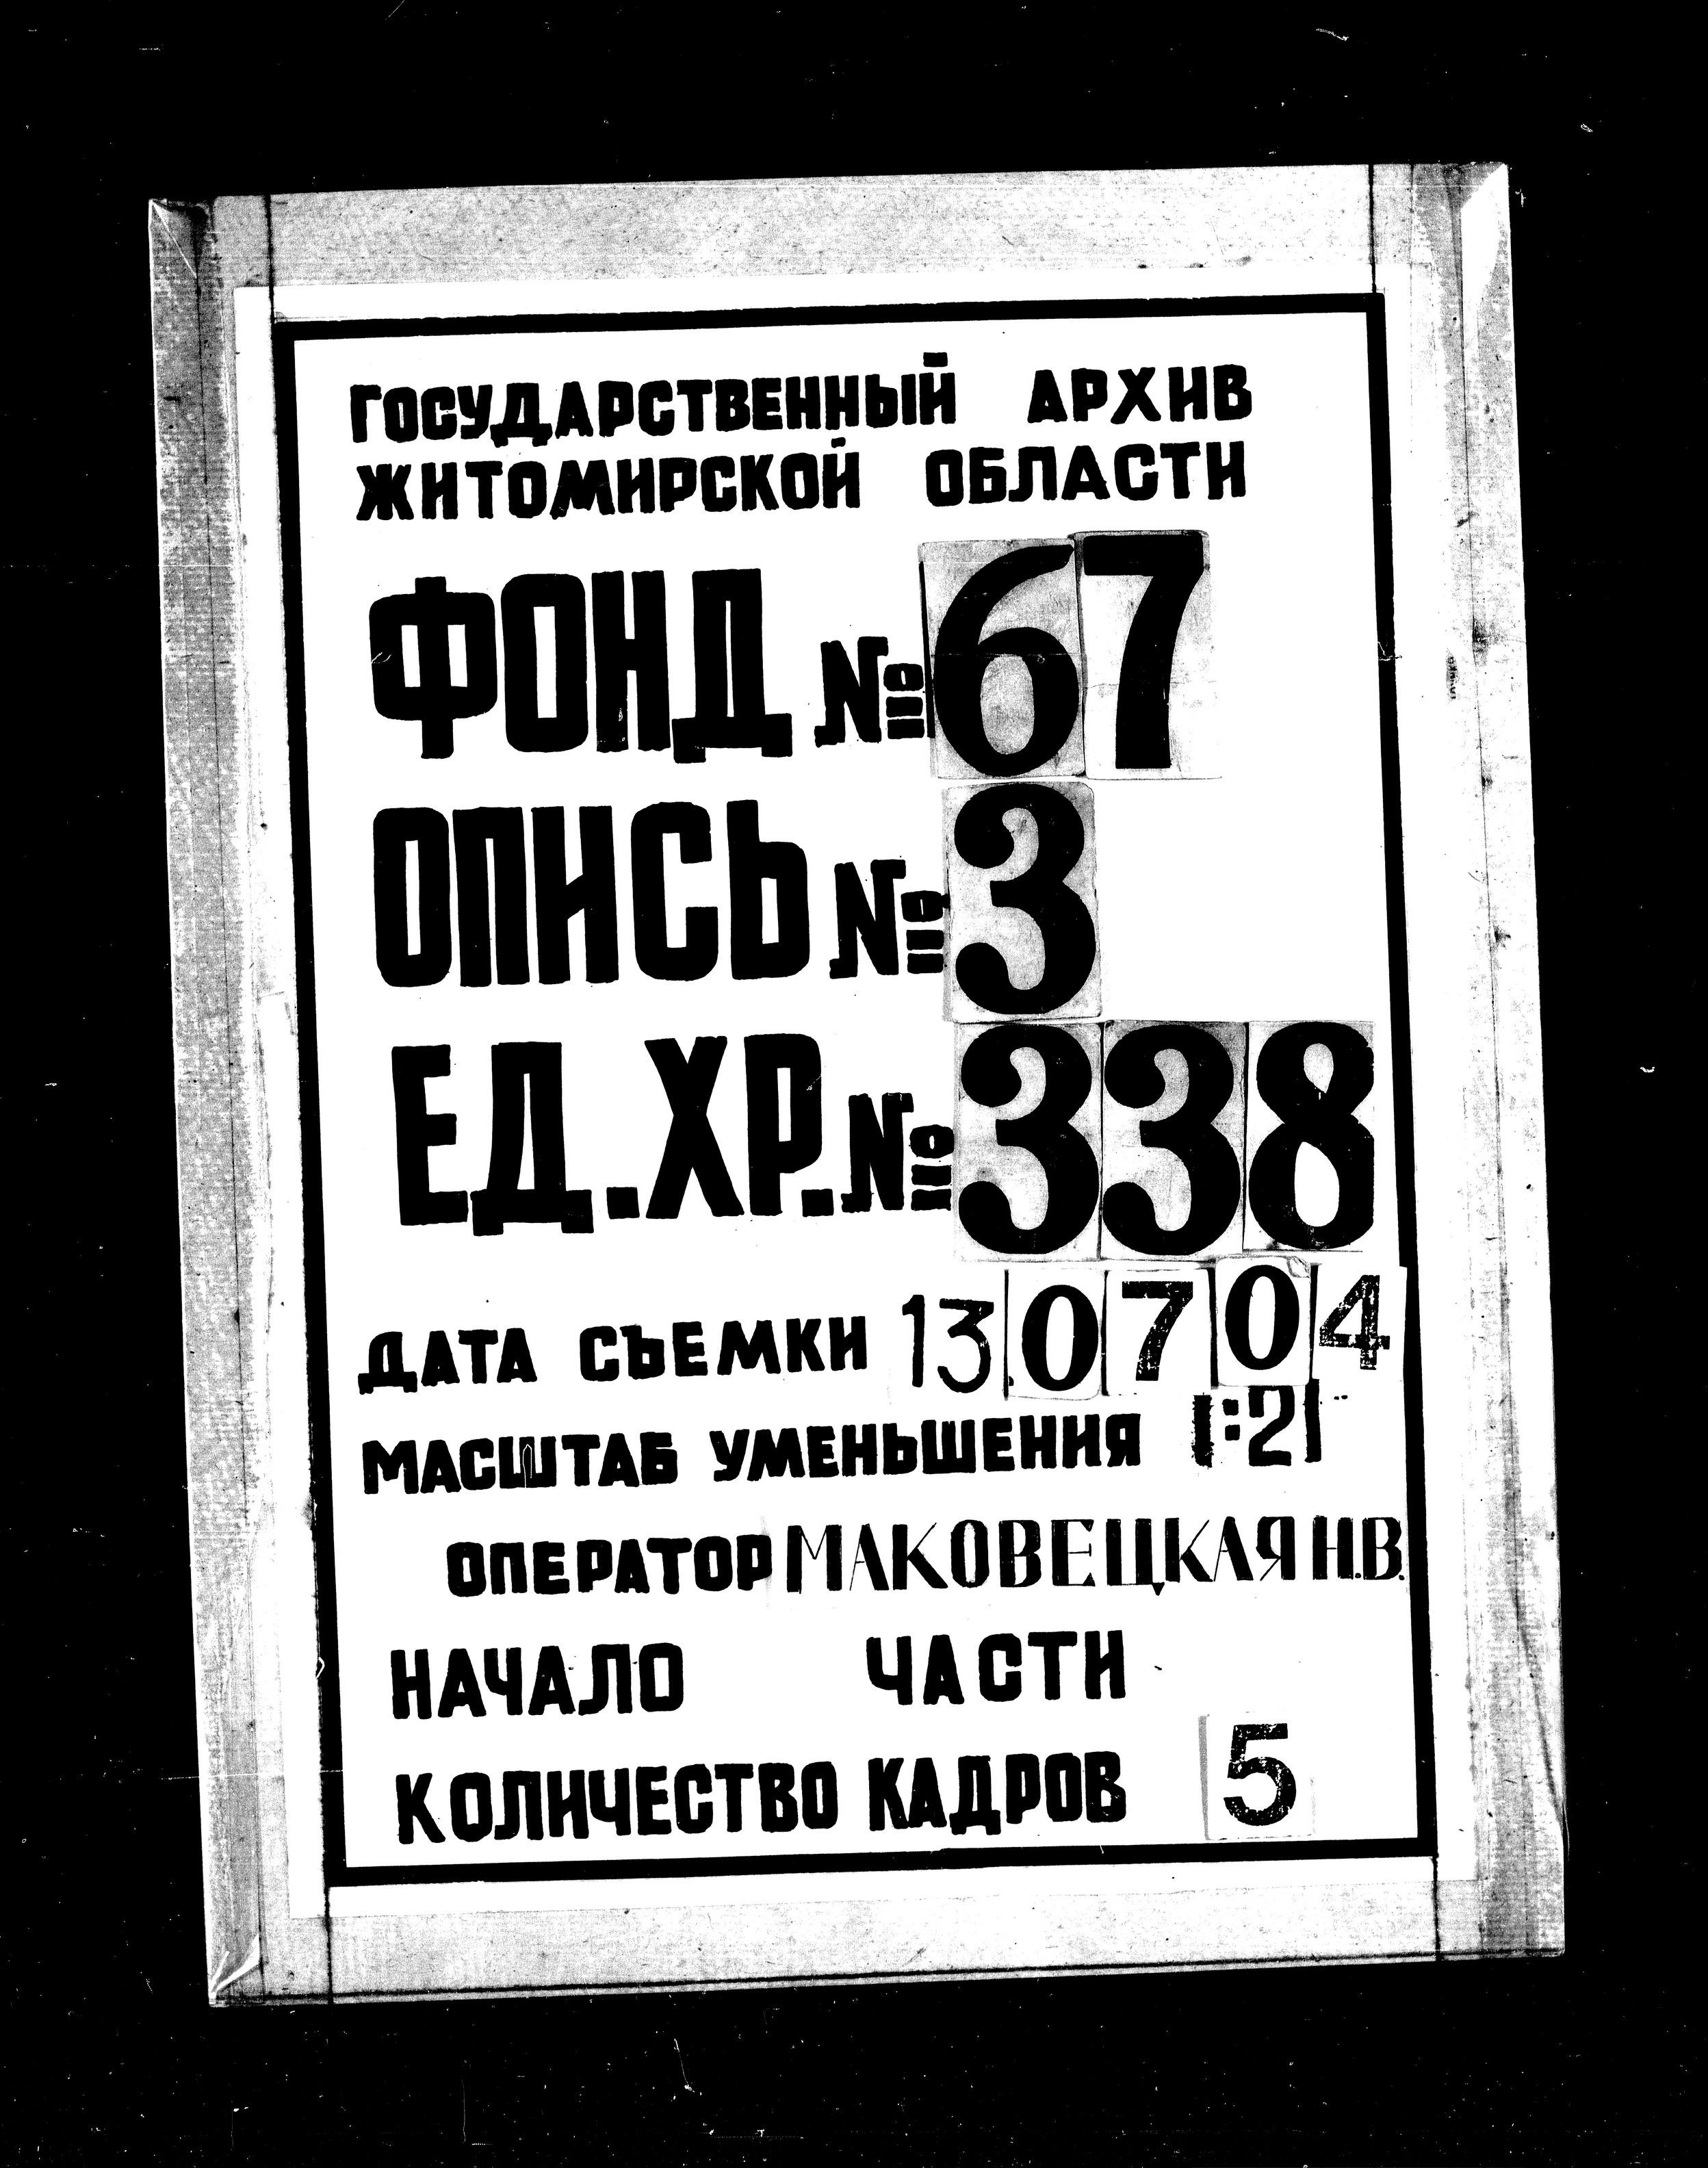 ГОСУДАРСТВЕННЫЙ АРХИВ
ЖИТОМИРСКОЙ ОБЛАСТИ
ФОНД № 67
ОПИСЬ № 3
ЕД.ХР. № 338
ДАТА СЪЕМКИ 13.07 04
МАСШТАБ УМЕНЬШЕНИЯ 1:21
ОПЕРАТОР МАКОВЕЦКАЯ Н.В.
НАЧАЛО ЧАСТИ
КОЛИЧЕСТВО КАДРОВ 5